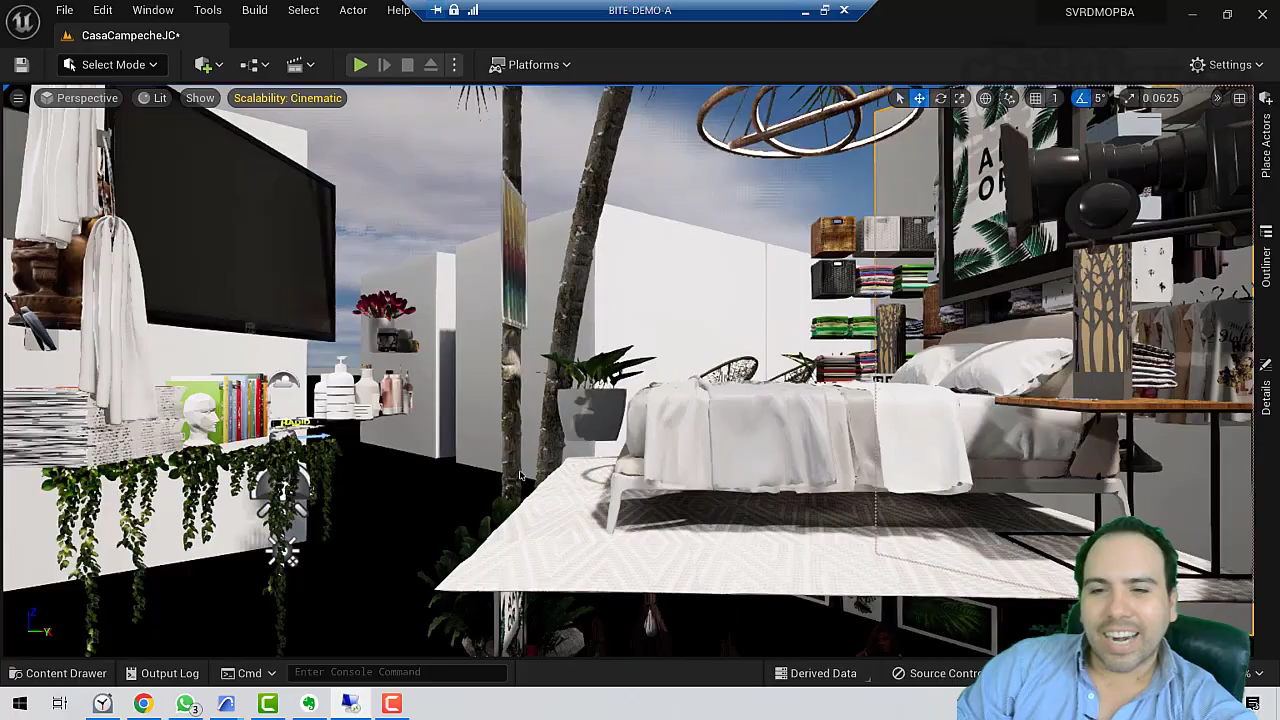 File Edit Window Tools Build Select Actor Help
BITE-DEMO-A
SVRDMOPBA
CasaCampecheJC*
Select Mode
Platforms
Settings
Perspective Lit Show Scalability: Cinematic
1 5° 0.0625
Place Actors
Outliner
Details
Content Drawer Output Log Cmd Enter Console Command Derived Data
3